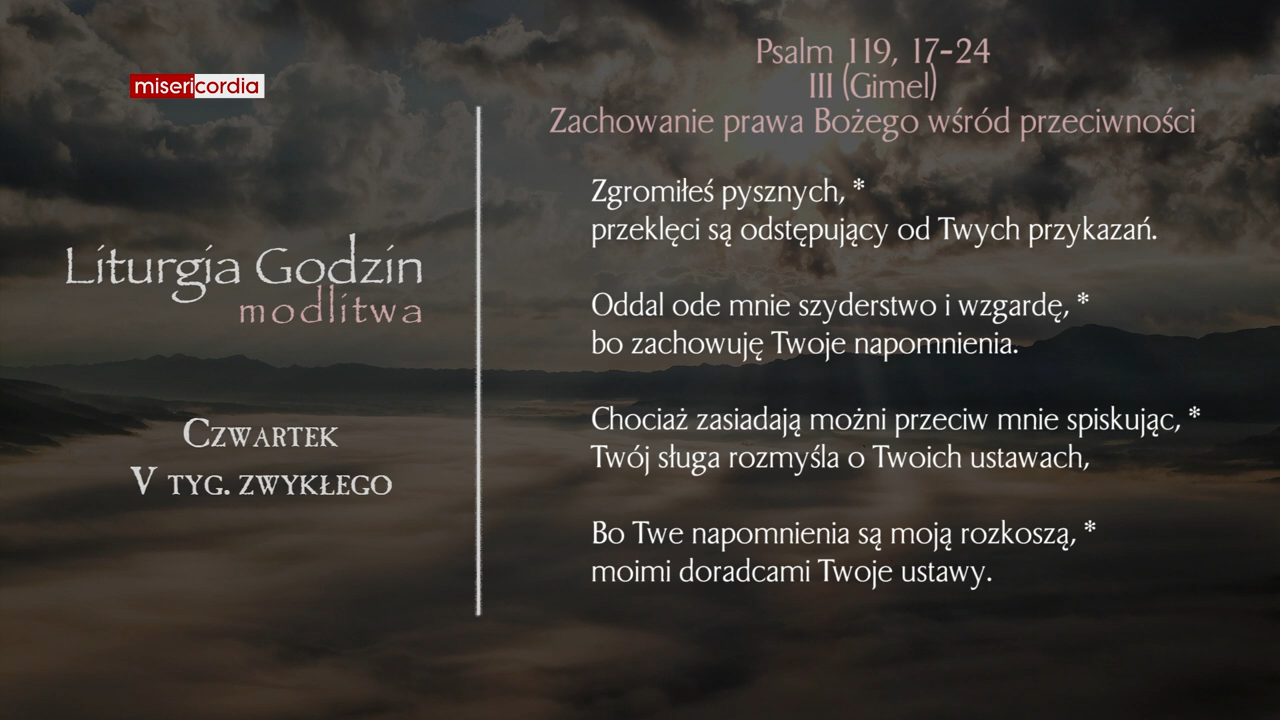 misericordia
Liturgia Godzin
modlitwa
Czwartek
V tyg. zwykłego
Psalm 119, 17-24
III (Gimel)
Zachowanie prawa Bożego wśród przeciwności
Zgromiłeś pysznych, *
przeklęci są odstępujący od Twych przykazań.
Oddal ode mnie szyderstwo i wzgardę, *
bo zachowuję Twoje napomnienia.
Chociaż zasiadają możni przeciw mnie spiskując, *
Twój sługa rozmyśla o Twoich ustawach,
Bo Twe napomnienia są moją rozkoszą, *
moimi doradcami Twoje ustawy.